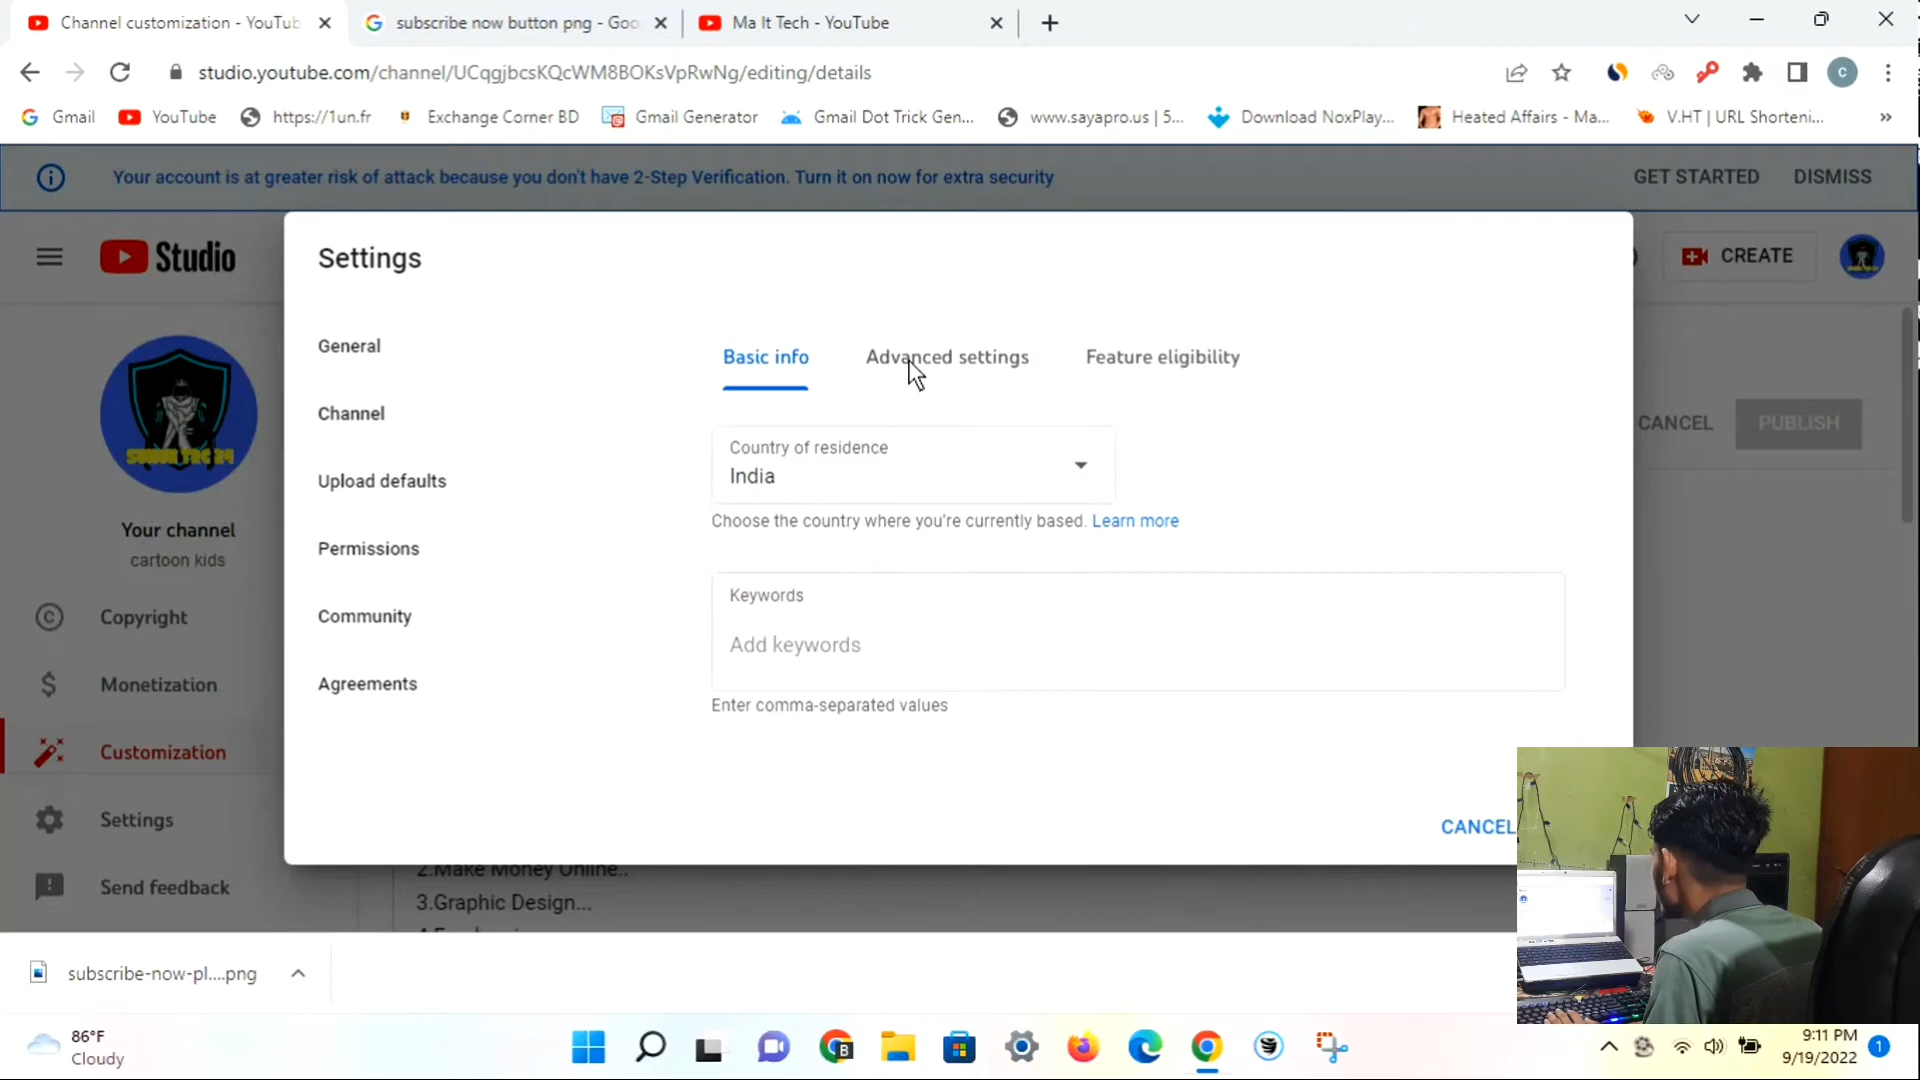 Channel customization - YouTub
subscribe now button png - Goo
Ma It Tech - YouTube
studio.youtube.com/channel/UCqgjbcsKQcWM8BOKsVpRwNg/editing/details
C
Gmail
YouTube
https://1un.fr
Exchange Corner BD
Gmail Generator
Gmail Dot Trick Gen...
www.sayapro.us | 5...
Download NoxPlay...
Heated Affairs - Ma...
V.HT | URL Shorteni...
Your account is at greater risk of attack because you don't have 2-Step Verification. Turn it on now for extra security
GET STARTED
DISMISS
Studio
CREATE
Settings
General
Channel
Upload defaults
Permissions
Community
Agreements
Basic info
Advanced settings
Feature eligibility
Country of residence
India
Choose the country where you're currently based. Learn more
Keywords
Add keywords
Enter comma-separated values
CANCEL
CANCEL
PUBLISH
Your channel
cartoon kids
Copyright
Monetization
Customization
Settings
Send feedback
2.Make Money Online..
3.Graphic Design...
subscribe-now-pl....png
86°F
Cloudy
B
9:11 PM
9/19/2022
1